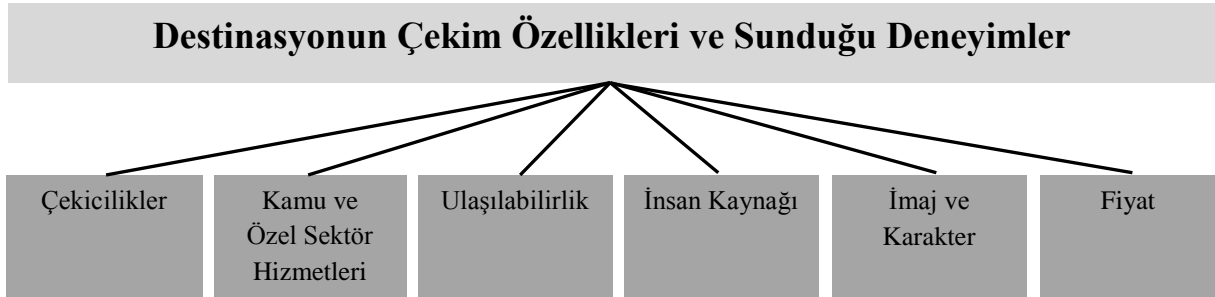 Destinasyonun Çekim Özellikleri ve Sunduğu Deneyimler
Çekicilikler
Kamu ve
Özel Sektör
Hizmetleri
Ulaşılabilirlik
İnsan Kaynağı
İmaj ve
Karakter
Fiyat